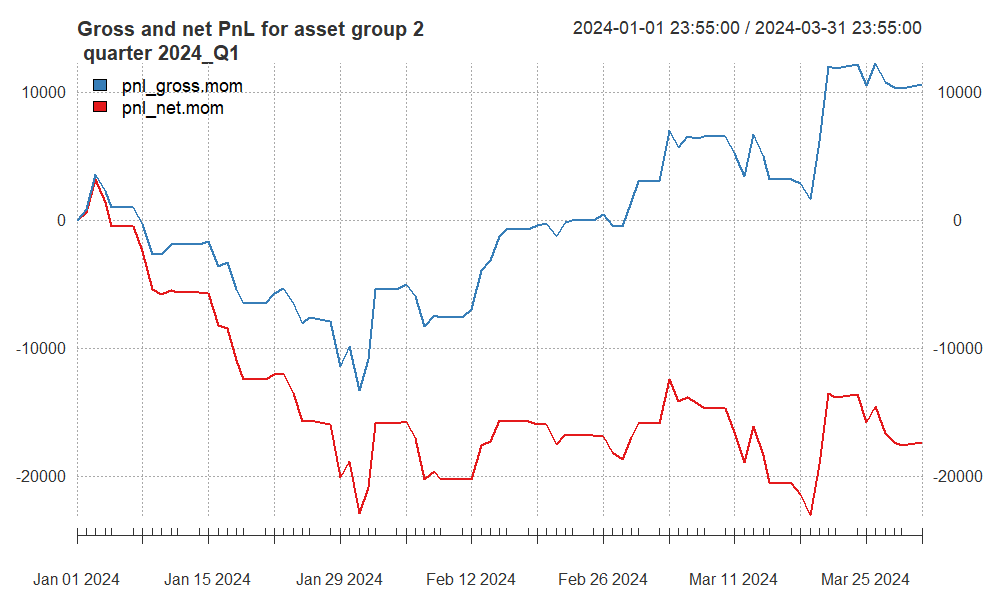 Gross and net PnL for asset group 2
quarter 2024_Q1
2024-01-01 23:55:00 / 2024-03-31 23:55:00
pnl_gross.mom
pnl_net.mom
10000 10000
0 0
-10000 -10000
-20000 -20000
Jan 01 2024 Jan 15 2024 Jan 29 2024 Feb 12 2024 Feb 26 2024 Mar 11 2024 Mar 25 2024